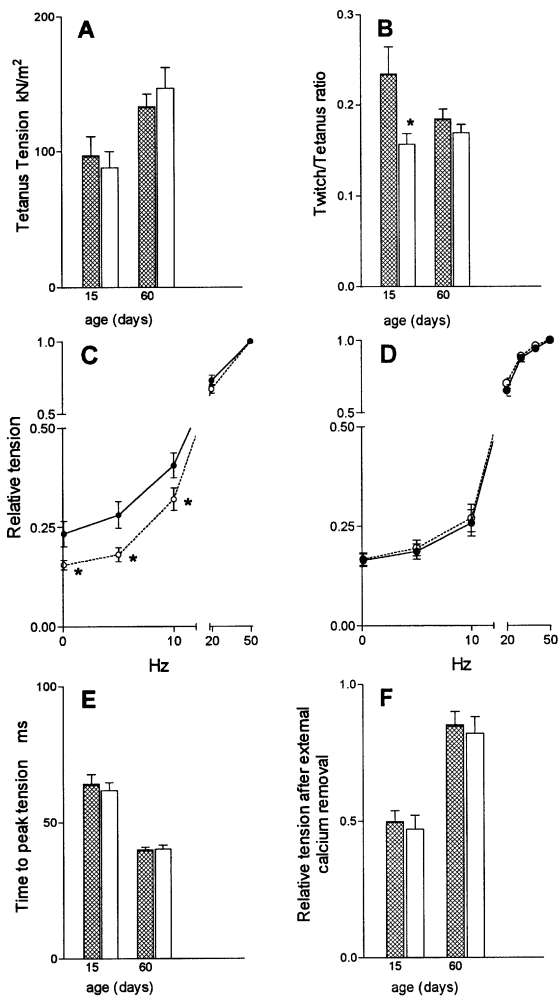 A
Tetanus Tension kN/m²
200
100
0
15 60
age (days)
B
Twitch/Tetanus ratio
0.3
0.2
0.1
0.0
*
15 60
age (days)
C
Relative tension
1.0
0.5
0.50
0.25
0.00
*
*
*
0 10 20 50
Hz
D
1.0
0.5
0.50
0.25
0.00
0 10 20 50
Hz
E
Time to peak tension ms
100
50
0
15 60
age (days)
F
Relative tension after external
calcium removal
1.0
0.5
0.0
15 60
age (days)